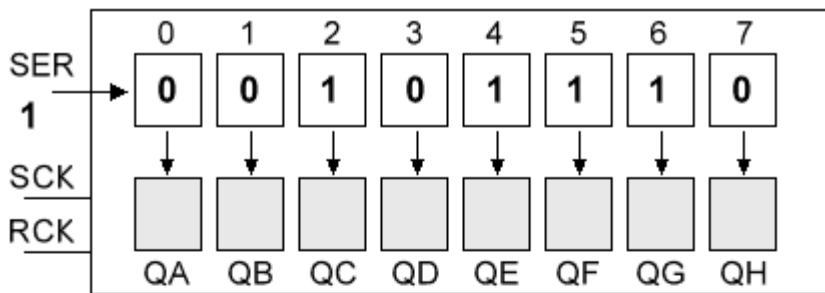 0 1 2 3 4 5 6 7
SER
1
0 0 1 0 1 1 1 0
SCK
RCK
QA QB QC QD QE QF QG QH